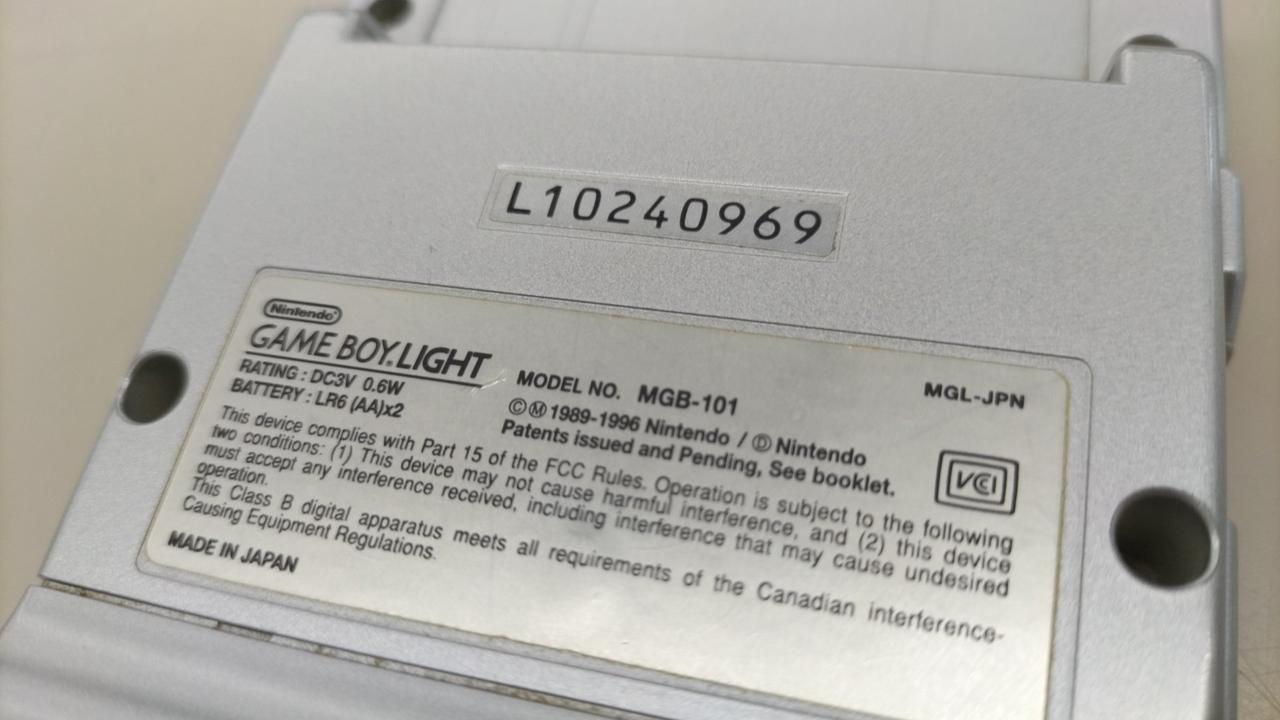 L10240969
Nintendo
GAME BOY LIGHT
RATING : DC3V 0.6W
BATTERY : LR6 (AA)x2
MODEL NO. MGB-101
MGL-JPN
©Ⓜ 1989-1996 Nintendo / Ⓓ Nintendo
Patents issued and Pending, See booklet.
VCI
This device complies with Part 15 of the FCC Rules. Operation is subject to the following
two conditions: (1) This device may not cause harmful interference, and (2) this device
must accept any interference received, including interference that may cause undesired
operation.
This Class B digital apparatus meets all requirements of the Canadian interference-
Causing Equipment Regulations.
MADE IN JAPAN